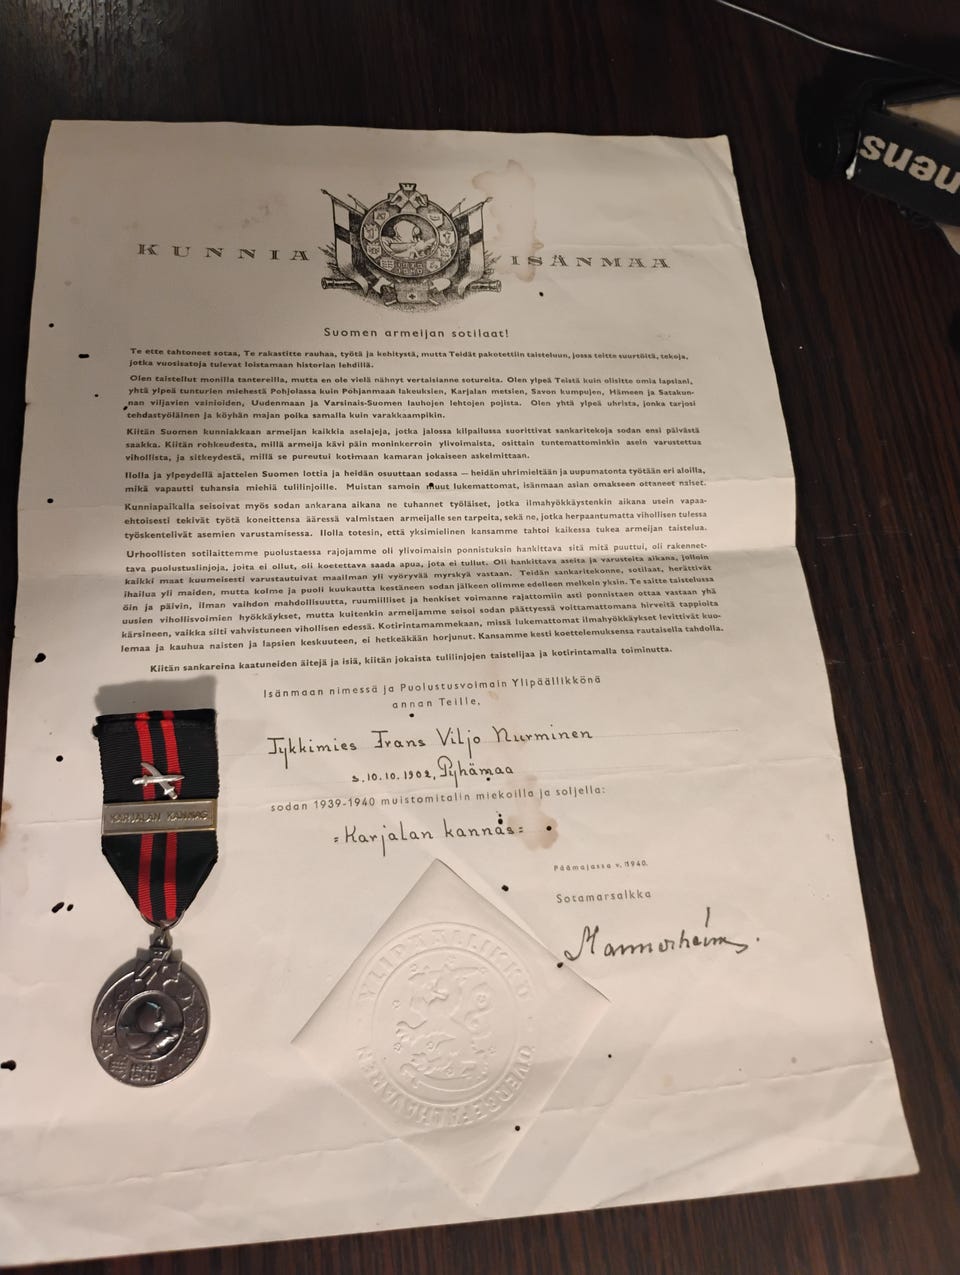 KUNNIA ISÄNMAA
Suomen armeijan sotilaat!
Te ette tahtoneet sotaa, Te rakastitte rauhaa, työtä ja kehitystä, mutta Teidät pakotettiin taisteluun, jossa teitte suurtöitä, tekoja,
jotka vuosisatoja tulevat loistamaan historian lehdillä.
Olen taistellut monilla tantereilla, mutta en ole vielä nähnyt vertaisianne sotureita. Olen ylpeä Teistä kuin olisitte omia lapsiani,
yhtä ylpeä tunturien miehestä Pohjolassa kuin Pohjanmaan lakeuksien, Karjalan metsien, Savon kumpujen, Hämeen ja Satakun-
nan viljavien vainioiden, Uudenmaan ja Varsinais-Suomen lauhojen lehtojen pojista. Olen yhtä ylpeä uhrista, jonka tarjosi
tehdastyöläinen ja köyhän majan poika samalla kuin varakkaampikin.
Kiitän Suomen kunniakkaan armeijan kaikkia aselajeja, jotka jalossa kilpailussa suorittivat sankaritekoja sodan ensi päivästä
saakka. Kiitän rohkeudesta, millä armeija kävi päin moninkerroin ylivoimaista, osittain tuntemattominkin asein varustettua
vihollista, ja sitkeydestä, millä se pureutui kotimaan kamaran jokaiseen askelmittaan.
Ilolla ja ylpeydellä ajattelen Suomen lottia ja heidän osuuttaan sodassa — heidän uhrimieltään ja uupumatonta työtään eri aloilla,
mikä vapautti tuhansia miehiä tulilinjoille. Muistan samoin muut lukemattomat, isänmaan asian omakseen ottaneet naiset.
Kunniapaikalla seisoivat myös sodan ankarana aikana ne tuhannet työläiset, jotka ilmahyökkäystenkin aikana usein vapaa-
ehtoisesti tekivät työtä koneittensa ääressä valmistaen armeijalle sen tarpeita, sekä ne, jotka herpaantumatta vihollisen tulessa
työskentelivät asemien varustamisessa. Ilolla totesin, että yksimielinen kansamme tahtoi kaikessa tukea armeijan taistelua.
Urhoollisten sotilaittemme puolustaessa rajojamme oli ylivoimaisin ponnistuksin hankittava sitä mitä puuttui, oli rakennet-
tava puolustuslinjoja, joita ei ollut, oli koetettava saada apua, jota ei tullut. Oli hankittava aseita ja varusteita aikana, jolloin
kaikki maat kuumeisesti varustautuivat maailman yli vyöryvää myrskyä vastaan. Teidän sankaritekonne, sotilaat, herättivät
ihailua yli maiden, mutta kolme ja puoli kuukautta kestäneen sodan jälkeen olimme edelleen melkein yksin. Te saitte taistelussa
öin ja päivin, ilman vaihdon mahdollisuutta, ruumiilliset ja henkiset voimanne rajattomiin asti ponnistaen ottaa vastaan yhä
uusien vihollisvoimien hyökkäykset, mutta kuitenkin armeijamme seisoi sodan päättyessä voittamattomana hirveitä tappioita
kärsineen, vaikka silti vahvistuneen vihollisen edessä. Kotirintamammekaan, missä lukemattomat ilmahyökkäykset levittivät kuo-
lemaa ja kauhua naisten ja lapsien keskuuteen, ei hetkeäkään horjunut. Kansamme kesti koettelemuksensa rautaisella tahdolla.
Kiitän sankareina kaatuneiden äitejä ja isiä, kiitän jokaista tulilinjojen taistelijaa ja kotirintamalla toiminutta.
Isänmaan nimessä ja Puolustusvoimain Ylipäällikkönä
annan Teille,
Tykkimies Frans Viljo Nurminen
s. 10.10.1902, Pyhämaa
sodan 1939-1940 muistomitalin miekoilla ja soljella:
=Karjalan kannas=
Päämajassa v. 1940.
Sotamarsalkka
Mannerheim.
KARJALAN KANNAS
YLIPÄÄLLIKKÖ
ÖVERBEFÄLHAVAREN
1939
1940
nens